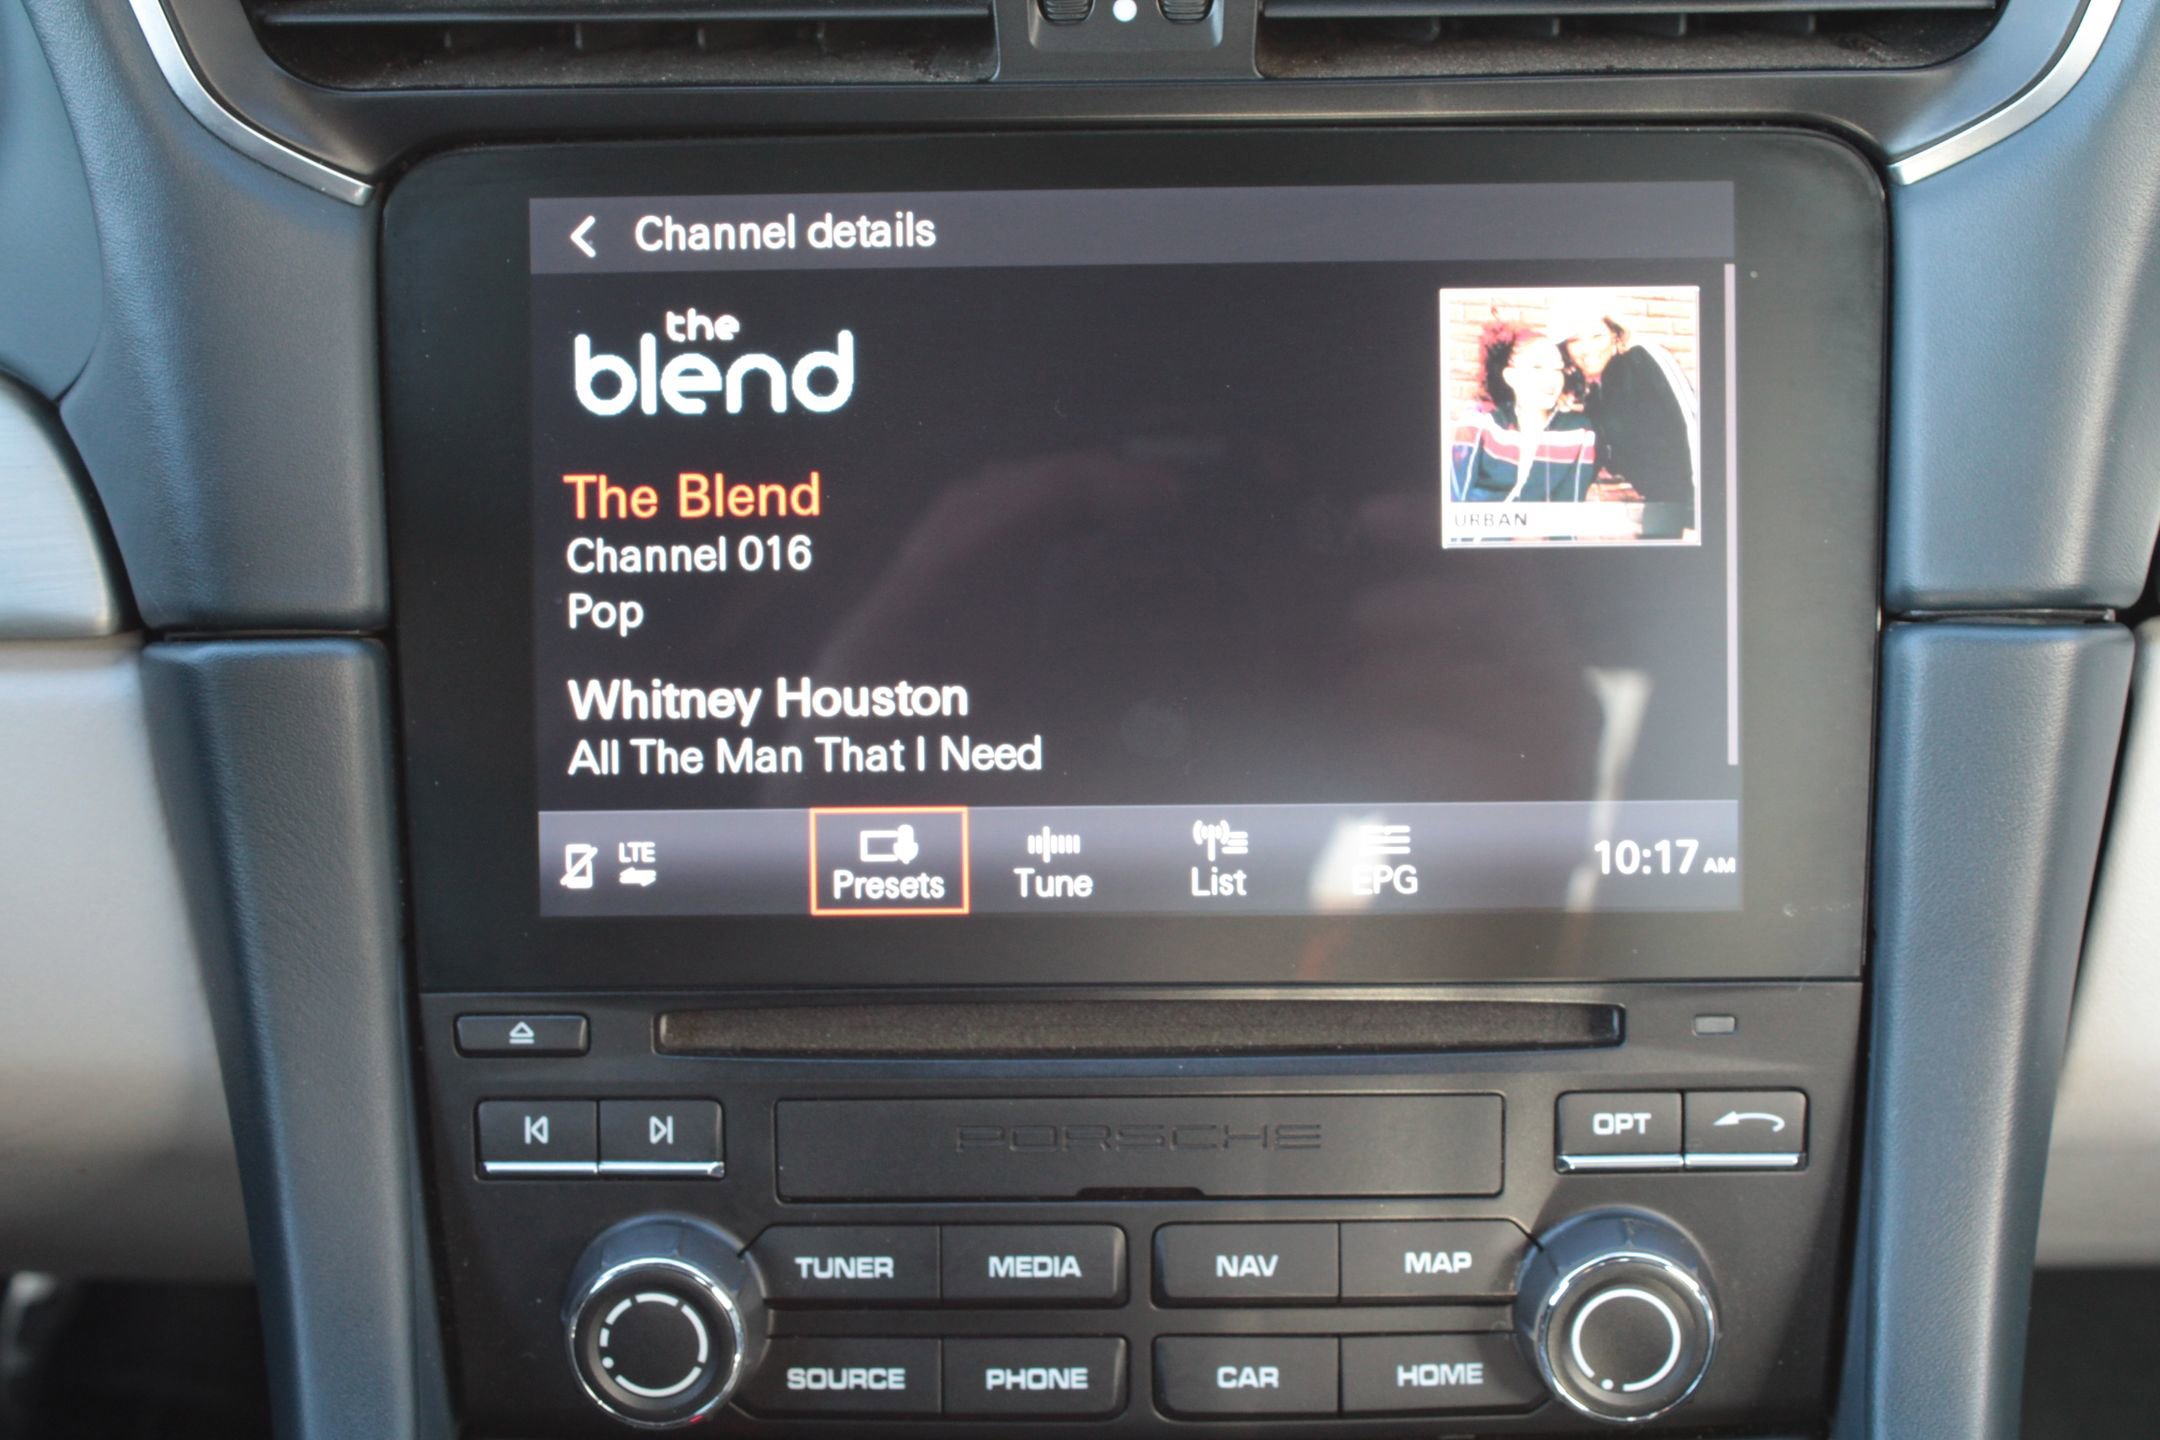 Channel details
the
blend
The Blend
Channel 016
Pop
URBAN
Whitney Houston
All The Man That I Need
LTE
Presets
Tune
List
EPG
10:17 AM
PORSCHE
OPT
TUNER
MEDIA
NAV
MAP
SOURCE
PHONE
CAR
HOME